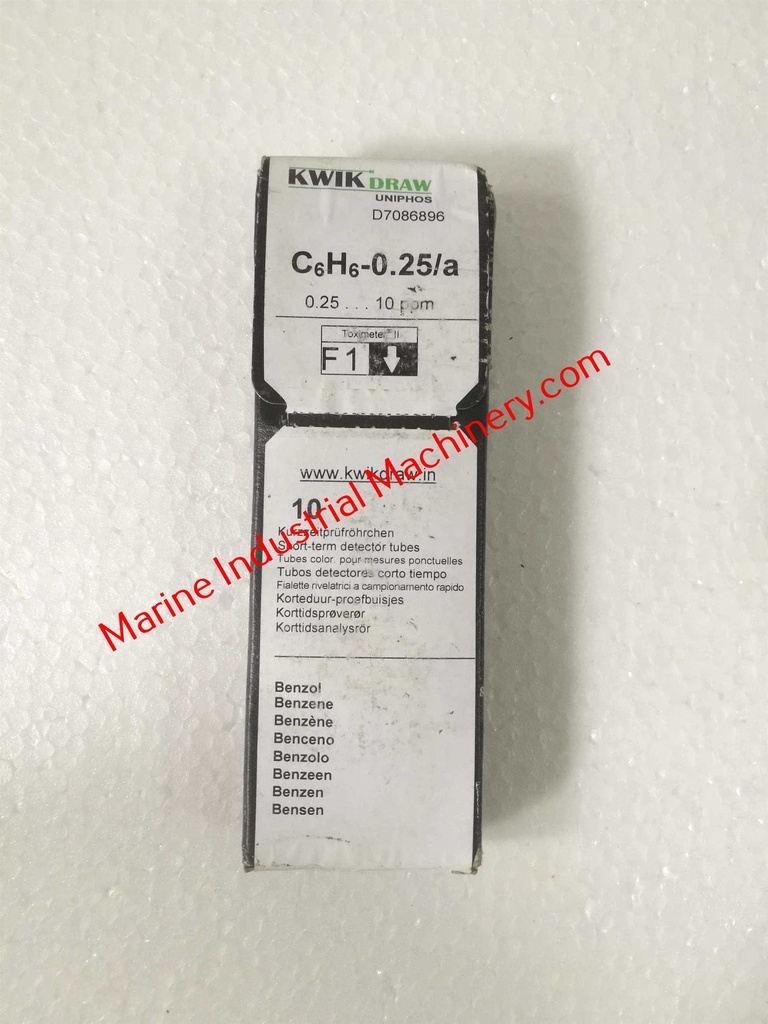 KWIK DRAW
UNIPHOS
D7086896
C₆H₆-0.25/a
0.25 . . . 10 ppm
Toximeter II
F1
www.kwikdraw.in
10
Kurzzeitprüfröhrchen
Short-term detector tubes
Tubes color. pour mesures ponctuelles
Tubos detectores corto tiempo
Fialette rivelatrici a campionamento rapido
Korteduur-proefbuisjes
Korttidsprøverør
Korttidsanalysrör
Benzol
Benzene
Benzène
Benceno
Benzolo
Benzeen
Benzen
Bensen
Marine Industrial Machinery.com